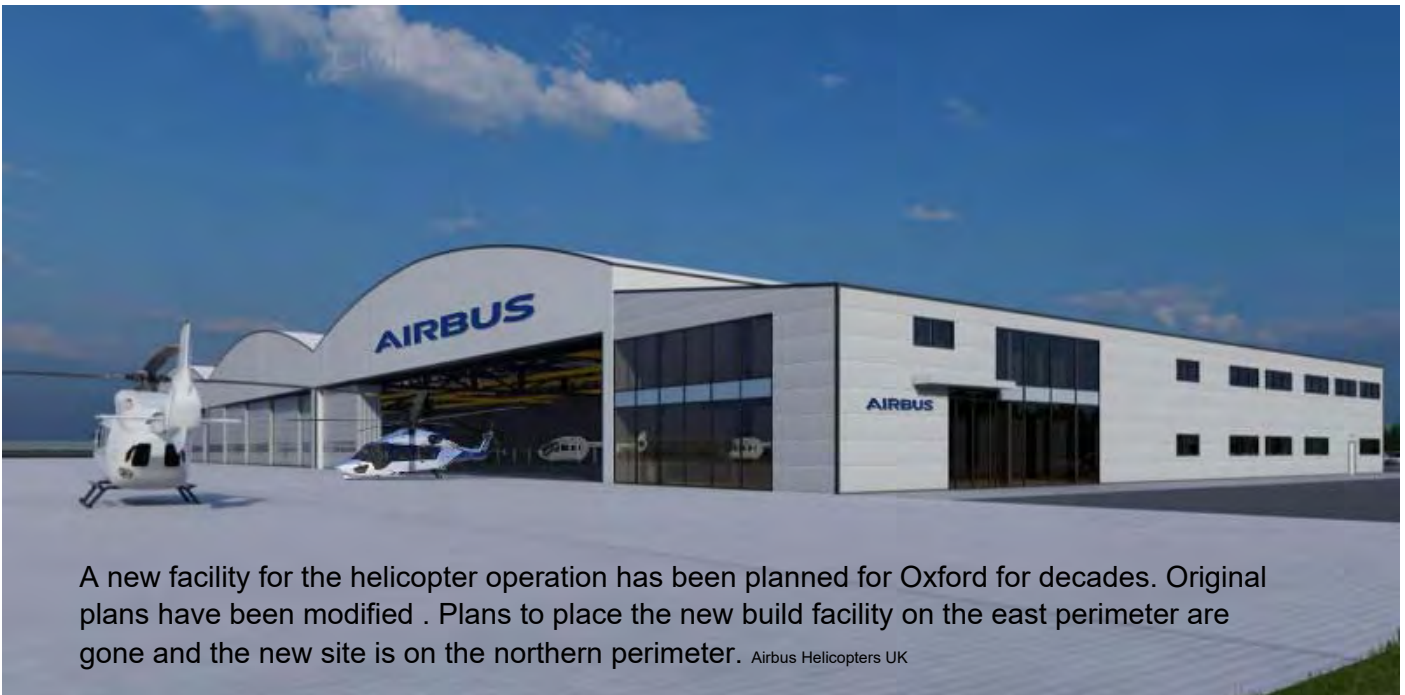 AIRBUS
AIRBUS
A new facility for the helicopter operation has been planned for Oxford for decades. Original
plans have been modified . Plans to place the new build facility on the east perimeter are
gone and the new site is on the northern perimeter. Airbus Helicopters UK